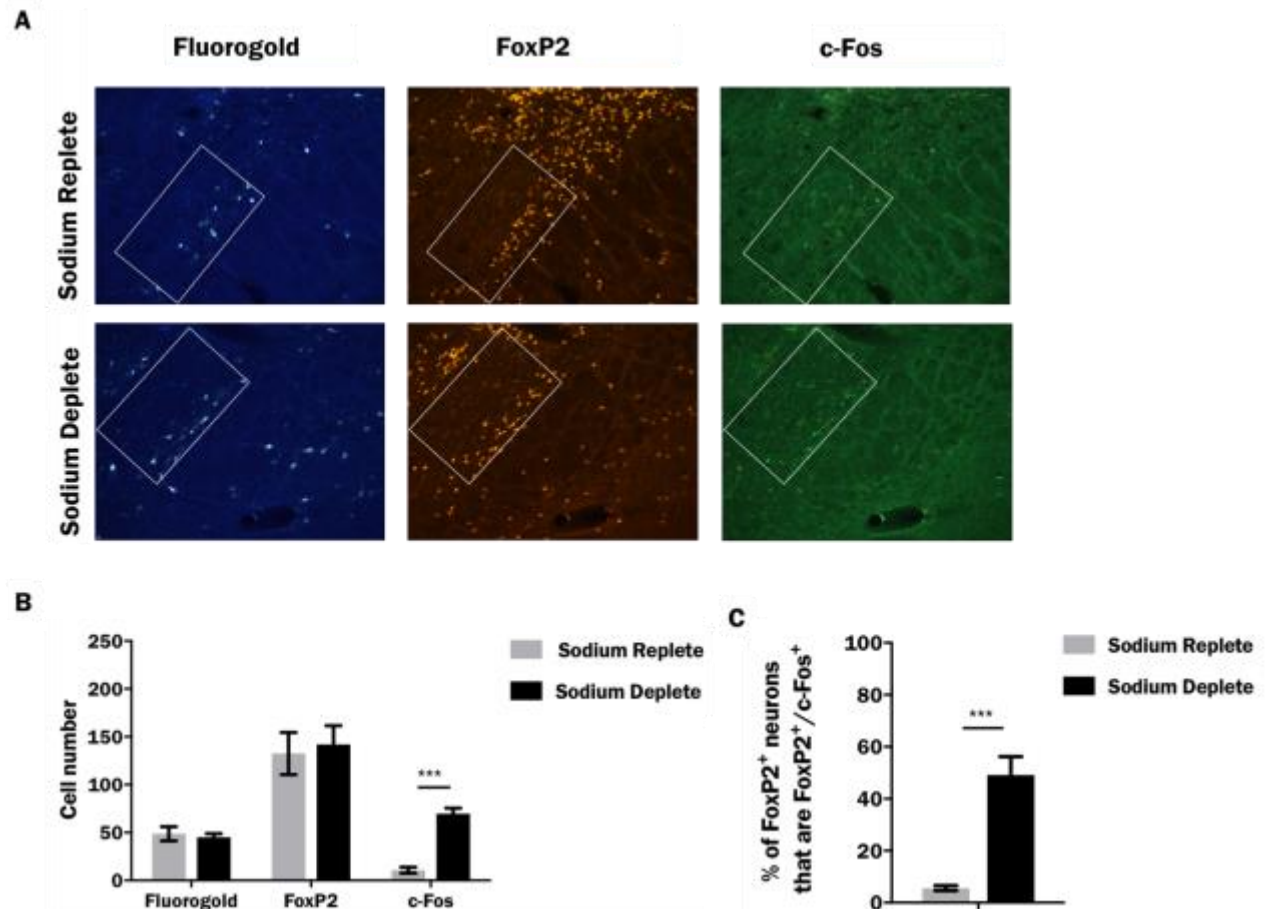 A
Fluorogold
FoxP2
c-Fos
Sodium Replete
Sodium Deplete
B
250
200
150
100
50
0
Cell number
***
Fluorogold
FoxP2
c-Fos
Sodium Replete
Sodium Deplete
C
100
80
60
40
20
0
% of FoxP2+ neurons
that are FoxP2+/c-Fos+
***
Sodium Replete
Sodium Deplete